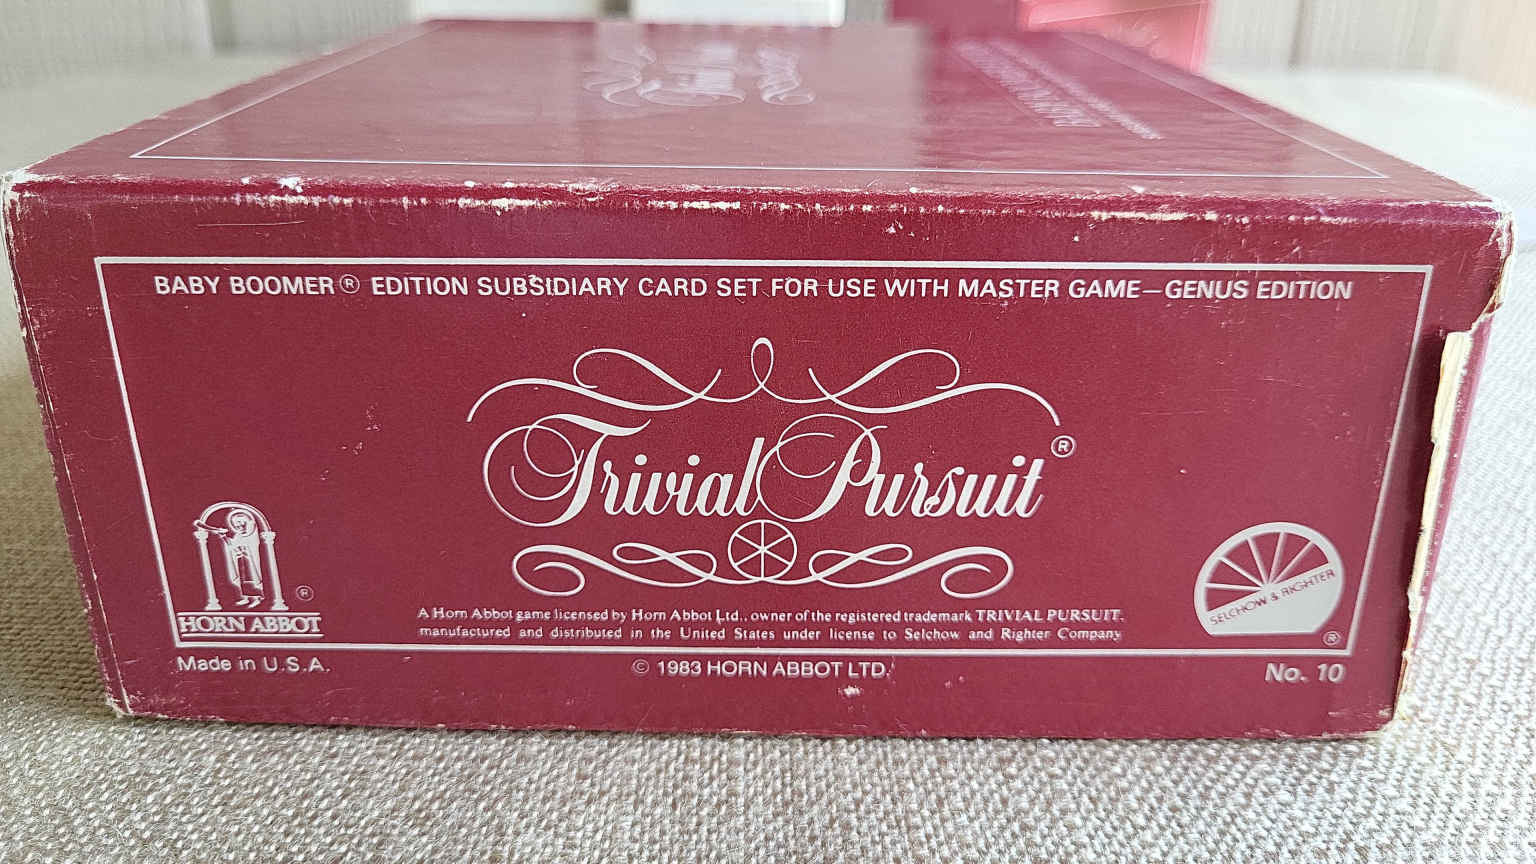 BABY BOOMER® EDITION SUBSIDIARY CARD SET FOR USE WITH MASTER GAME—GENUS EDITION
Trivial Pursuit®
HORN ABBOT®
SELCHOW & RIGHTER®
A Horn Abbot game licensed by Horn Abbot Ltd., owner of the registered trademark TRIVIAL PURSUIT.
manufactured and distributed in the United States under license to Selchow and Righter Company
Made in U.S.A.
© 1983 HORN ABBOT LTD.
No. 10